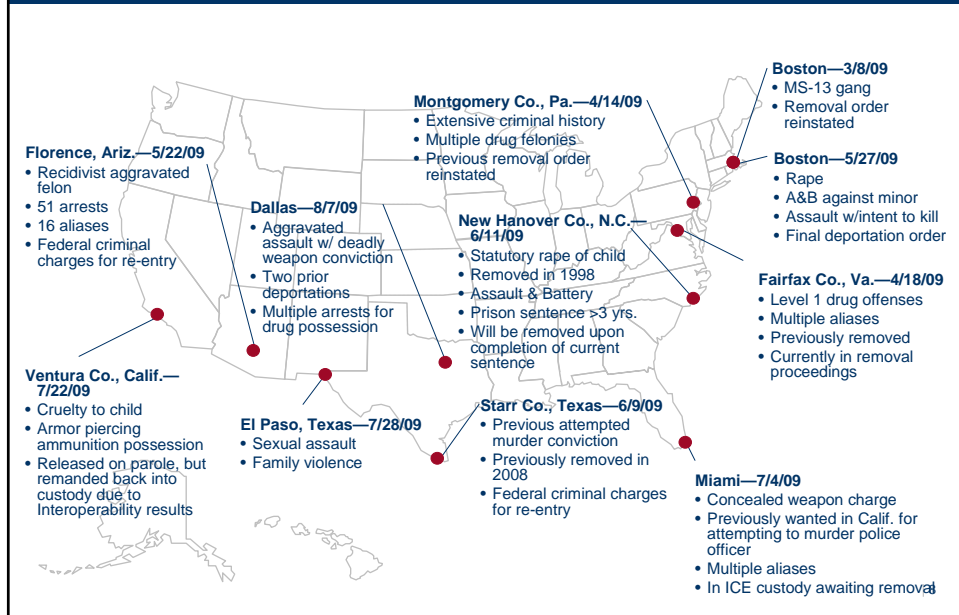 Boston—3/8/09
• MS-13 gang
• Removal order
reinstated
Montgomery Co., Pa.—4/14/09
• Extensive criminal history
• Multiple drug felonies
• Previous removal order
reinstated
Florence, Ariz.—5/22/09
• Recidivist aggravated
felon
• 51 arrests
• 16 aliases
• Federal criminal
charges for re-entry
Boston—5/27/09
• Rape
• A&B against minor
• Assault w/intent to kill
• Final deportation order
Dallas—8/7/09
• Aggravated
assault w/ deadly
weapon conviction
• Two prior
deportations
• Multiple arrests for
drug possession
New Hanover Co., N.C.—
6/11/09
• Statutory rape of child
• Removed in 1998
• Assault & Battery
• Prison sentence >3 yrs.
• Will be removed upon
completion of current
sentence
Fairfax Co., Va.—4/18/09
• Level 1 drug offenses
• Multiple aliases
• Previously removed
• Currently in removal
proceedings
Ventura Co., Calif.—
7/22/09
• Cruelty to child
• Armor piercing
ammunition possession
• Released on parole, but
remanded back into
custody due to
Interoperability results
El Paso, Texas—7/28/09
• Sexual assault
• Family violence
Starr Co., Texas—6/9/09
• Previous attempted
murder conviction
• Previously removed in
2008
• Federal criminal charges
for re-entry
Miami—7/4/09
• Concealed weapon charge
• Previously wanted in Calif. for
attempting to murder police
officer
• Multiple aliases
• In ICE custody awaiting removal